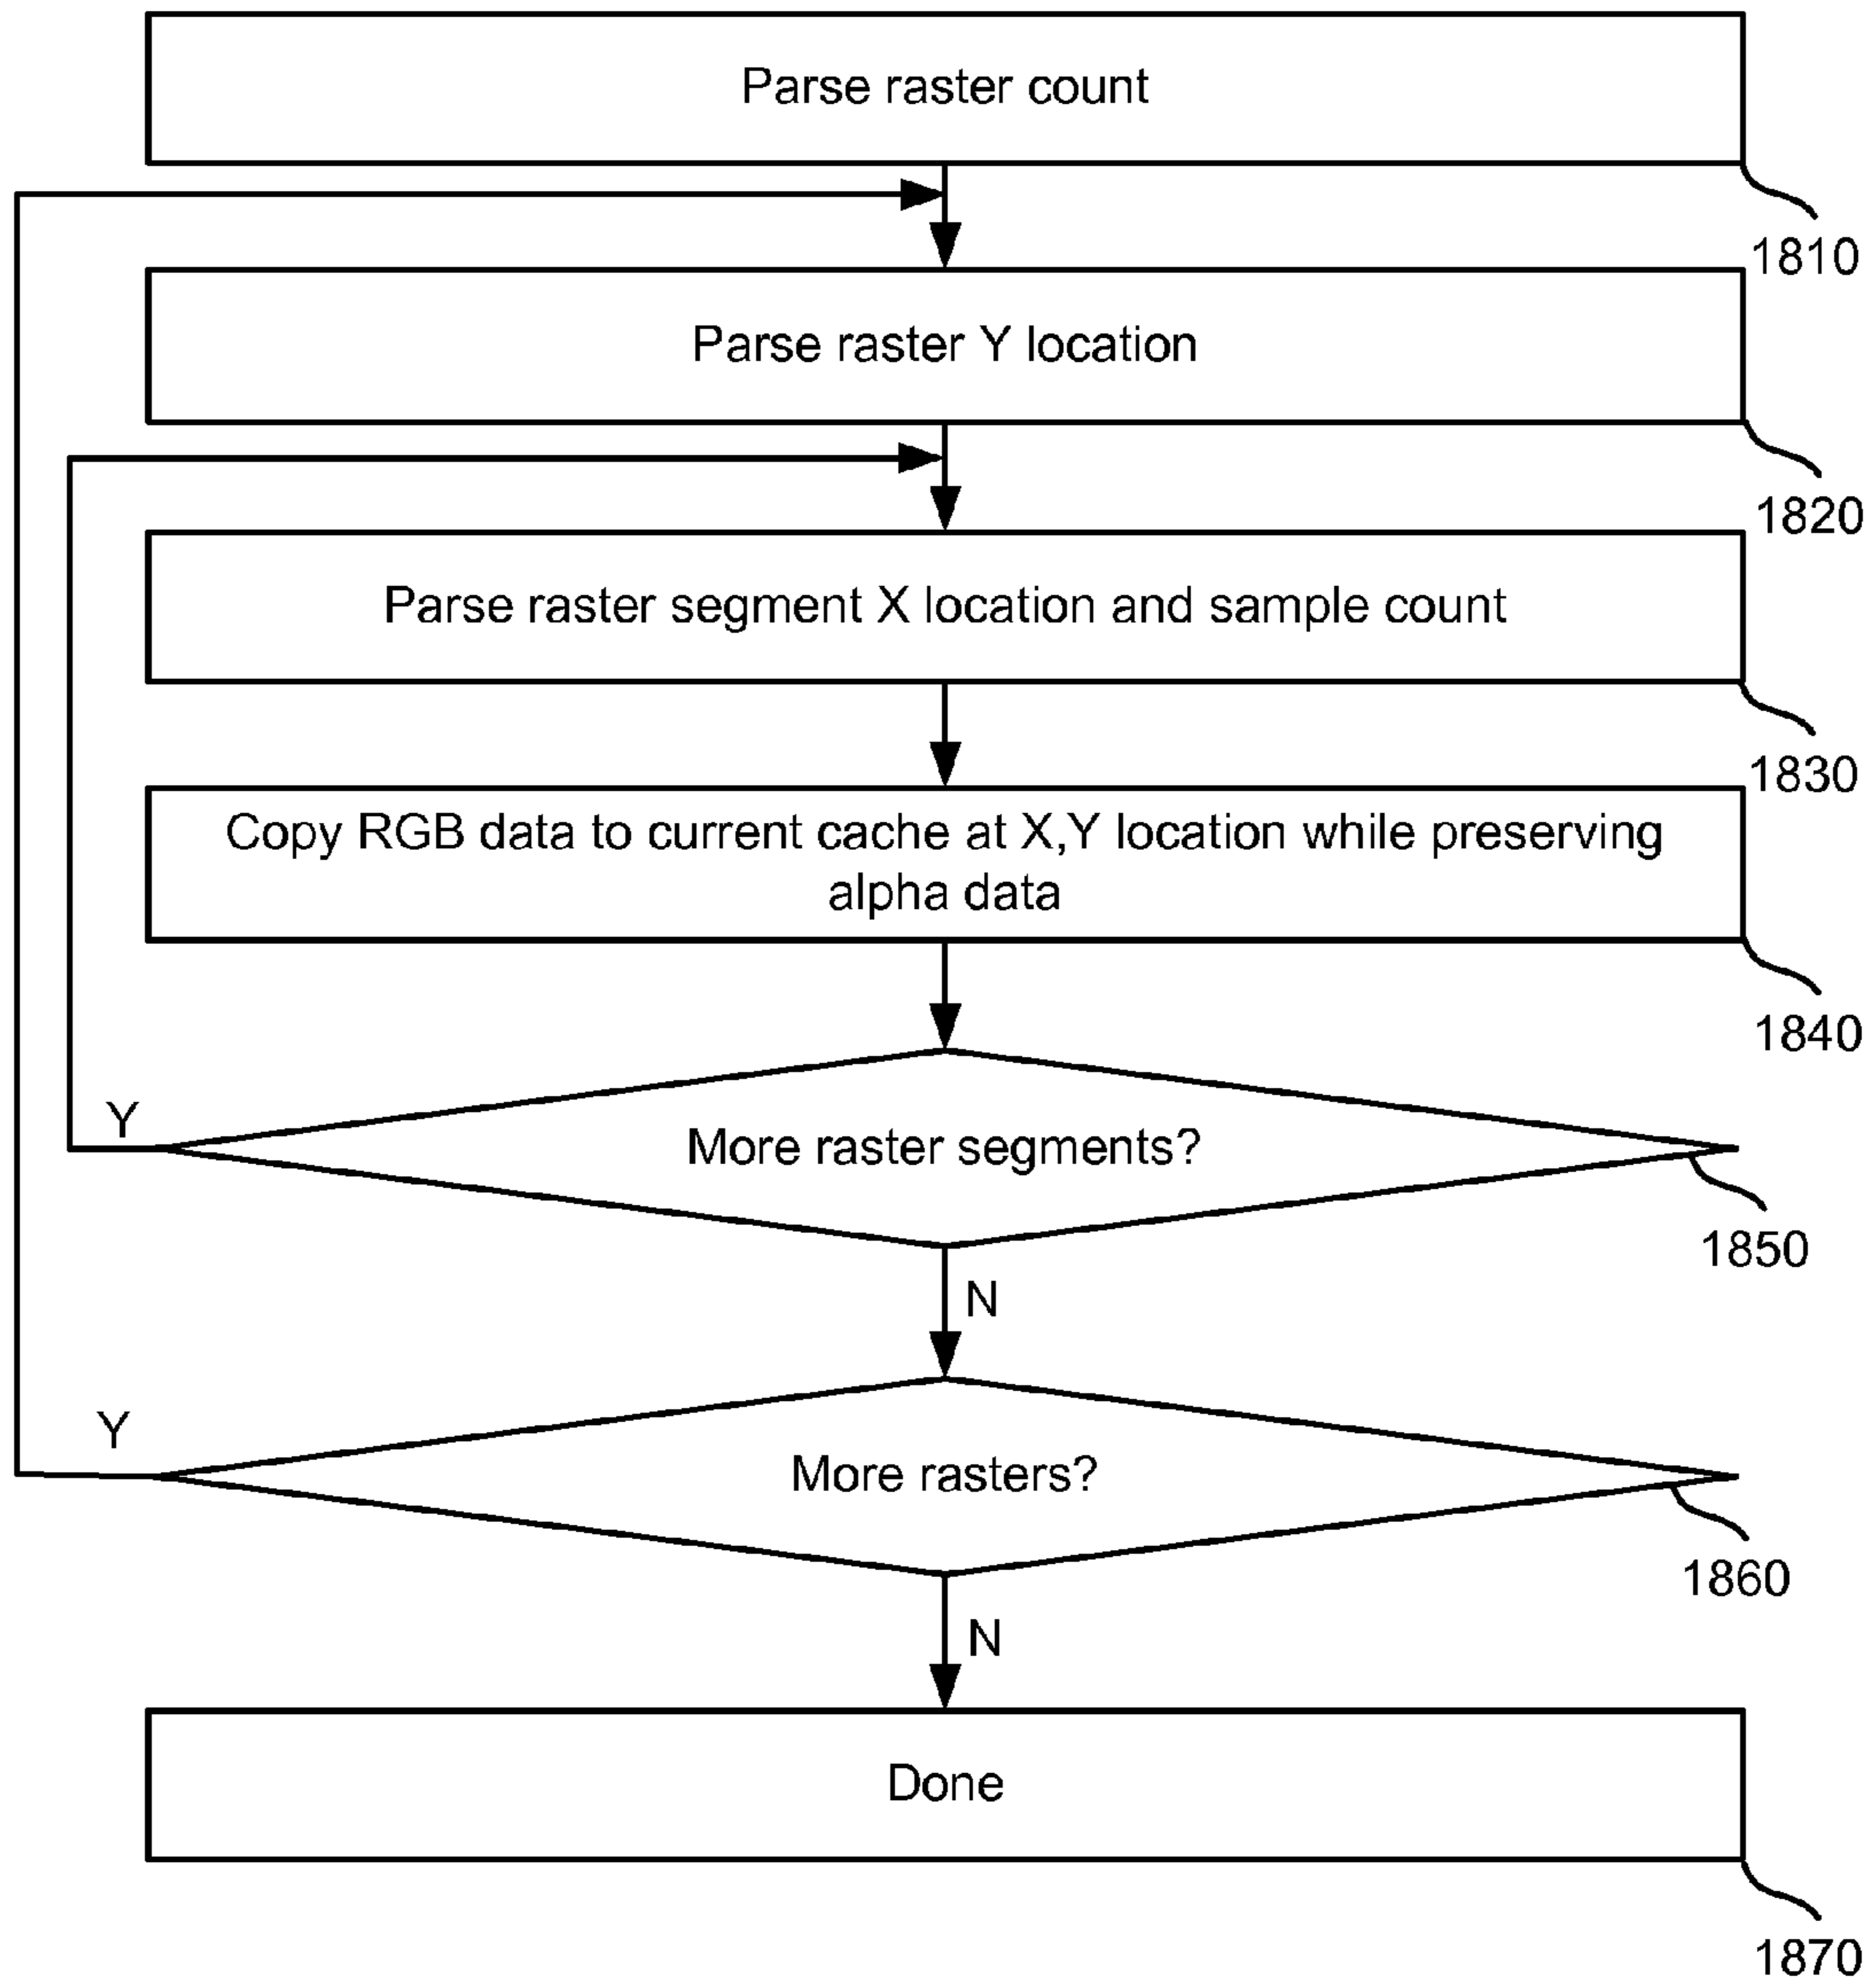 Parse raster count
1810
Parse raster Y location
1820
Parse raster segment X location and sample count
1830
Copy RGB data to current cache at X,Y location while preserving
alpha data
1840
Y
More raster segments?
1850
N
Y
More rasters?
1860
N
Done
1870